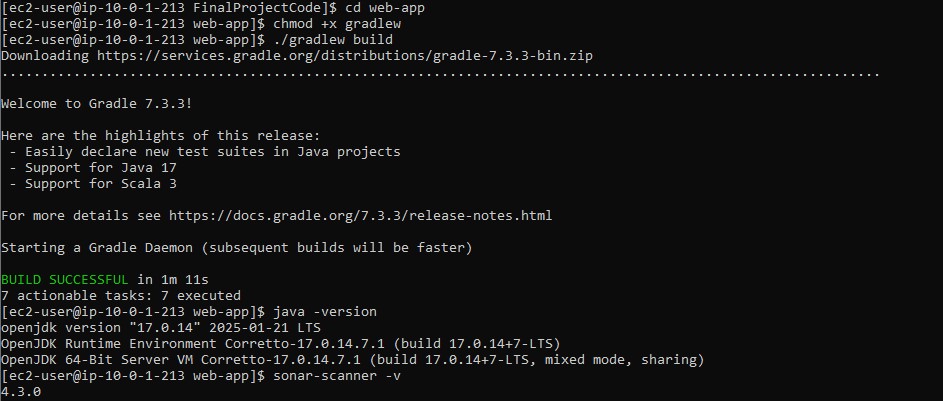 [ec2-user@ip-10-0-1-213 FinalProjectCode]$ cd web-app
[ec2-user@ip-10-0-1-213 web-app]$ chmod +x gradlew
[ec2-user@ip-10-0-1-213 web-app]$ ./gradlew build
Downloading https://services.gradle.org/distributions/gradle-7.3.3-bin.zip
..............................................................................................................
Welcome to Gradle 7.3.3!
Here are the highlights of this release:
 - Easily declare new test suites in Java projects
 - Support for Java 17
 - Support for Scala 3
For more details see https://docs.gradle.org/7.3.3/release-notes.html
Starting a Gradle Daemon (subsequent builds will be faster)
BUILD SUCCESSFUL in 1m 11s
7 actionable tasks: 7 executed
[ec2-user@ip-10-0-1-213 web-app]$ java -version
openjdk version "17.0.14" 2025-01-21 LTS
OpenJDK Runtime Environment Corretto-17.0.14.7.1 (build 17.0.14+7-LTS)
OpenJDK 64-Bit Server VM Corretto-17.0.14.7.1 (build 17.0.14+7-LTS, mixed mode, sharing)
[ec2-user@ip-10-0-1-213 web-app]$ sonar-scanner -v
4.3.0